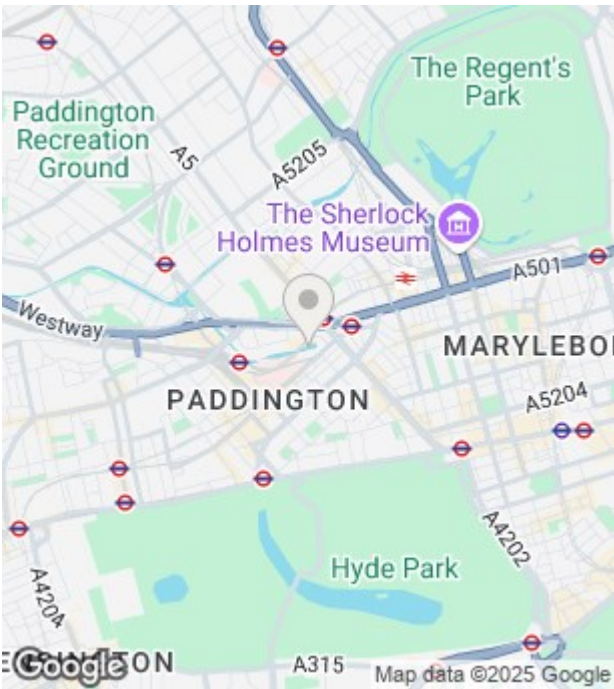 The Regent's
Park
Paddington
Recreation
Ground
A5
A5205
The Sherlock
Holmes Museum
A501
Westway
MARYLEBO
PADDINGTON
A5204
A4202
Hyde Park
A4204
A315
Google
Map data ©2025 Google